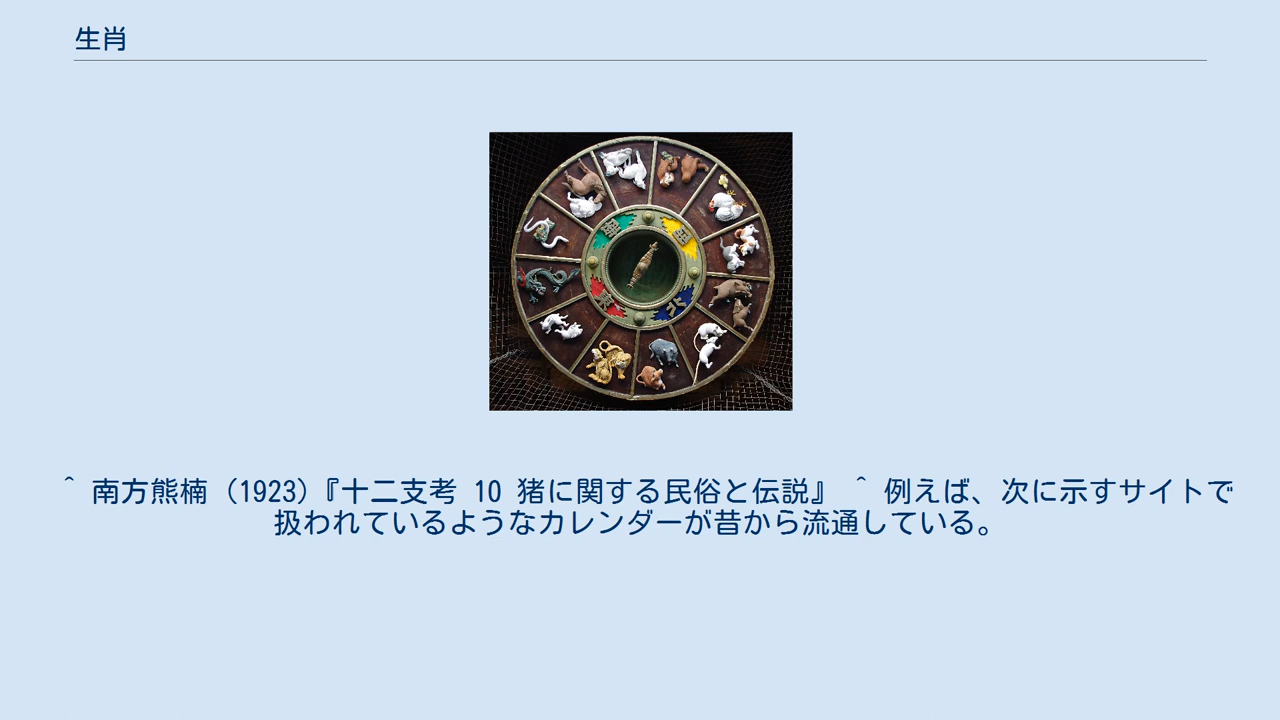 生肖
^ 南方熊楠（1923）『十二支考 10 猪に関する民俗と伝説』 ^ 例えば、次に示すサイトで
扱われているようなカレンダーが昔から流通している。